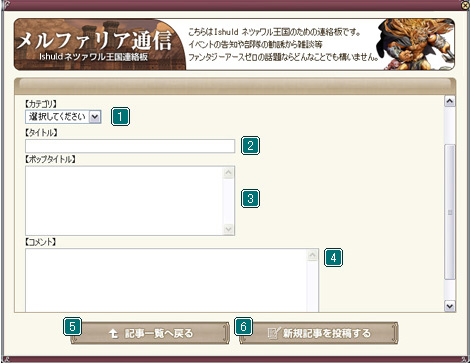 メルファリア通信
Ishuld ネツァワル王国連絡板
こちらはIshuld ネツァワル王国のための連絡板です。
イベントの告知や部隊の勧誘から雑談等
ファンタジーアースゼロの話題ならどんなことでも構いません。
【カテゴリ】
選択してください 1
【タイトル】
2
【ポップタイトル】
3
【コメント】
4
5 記事一覧へ戻る 6 新規記事を投稿する